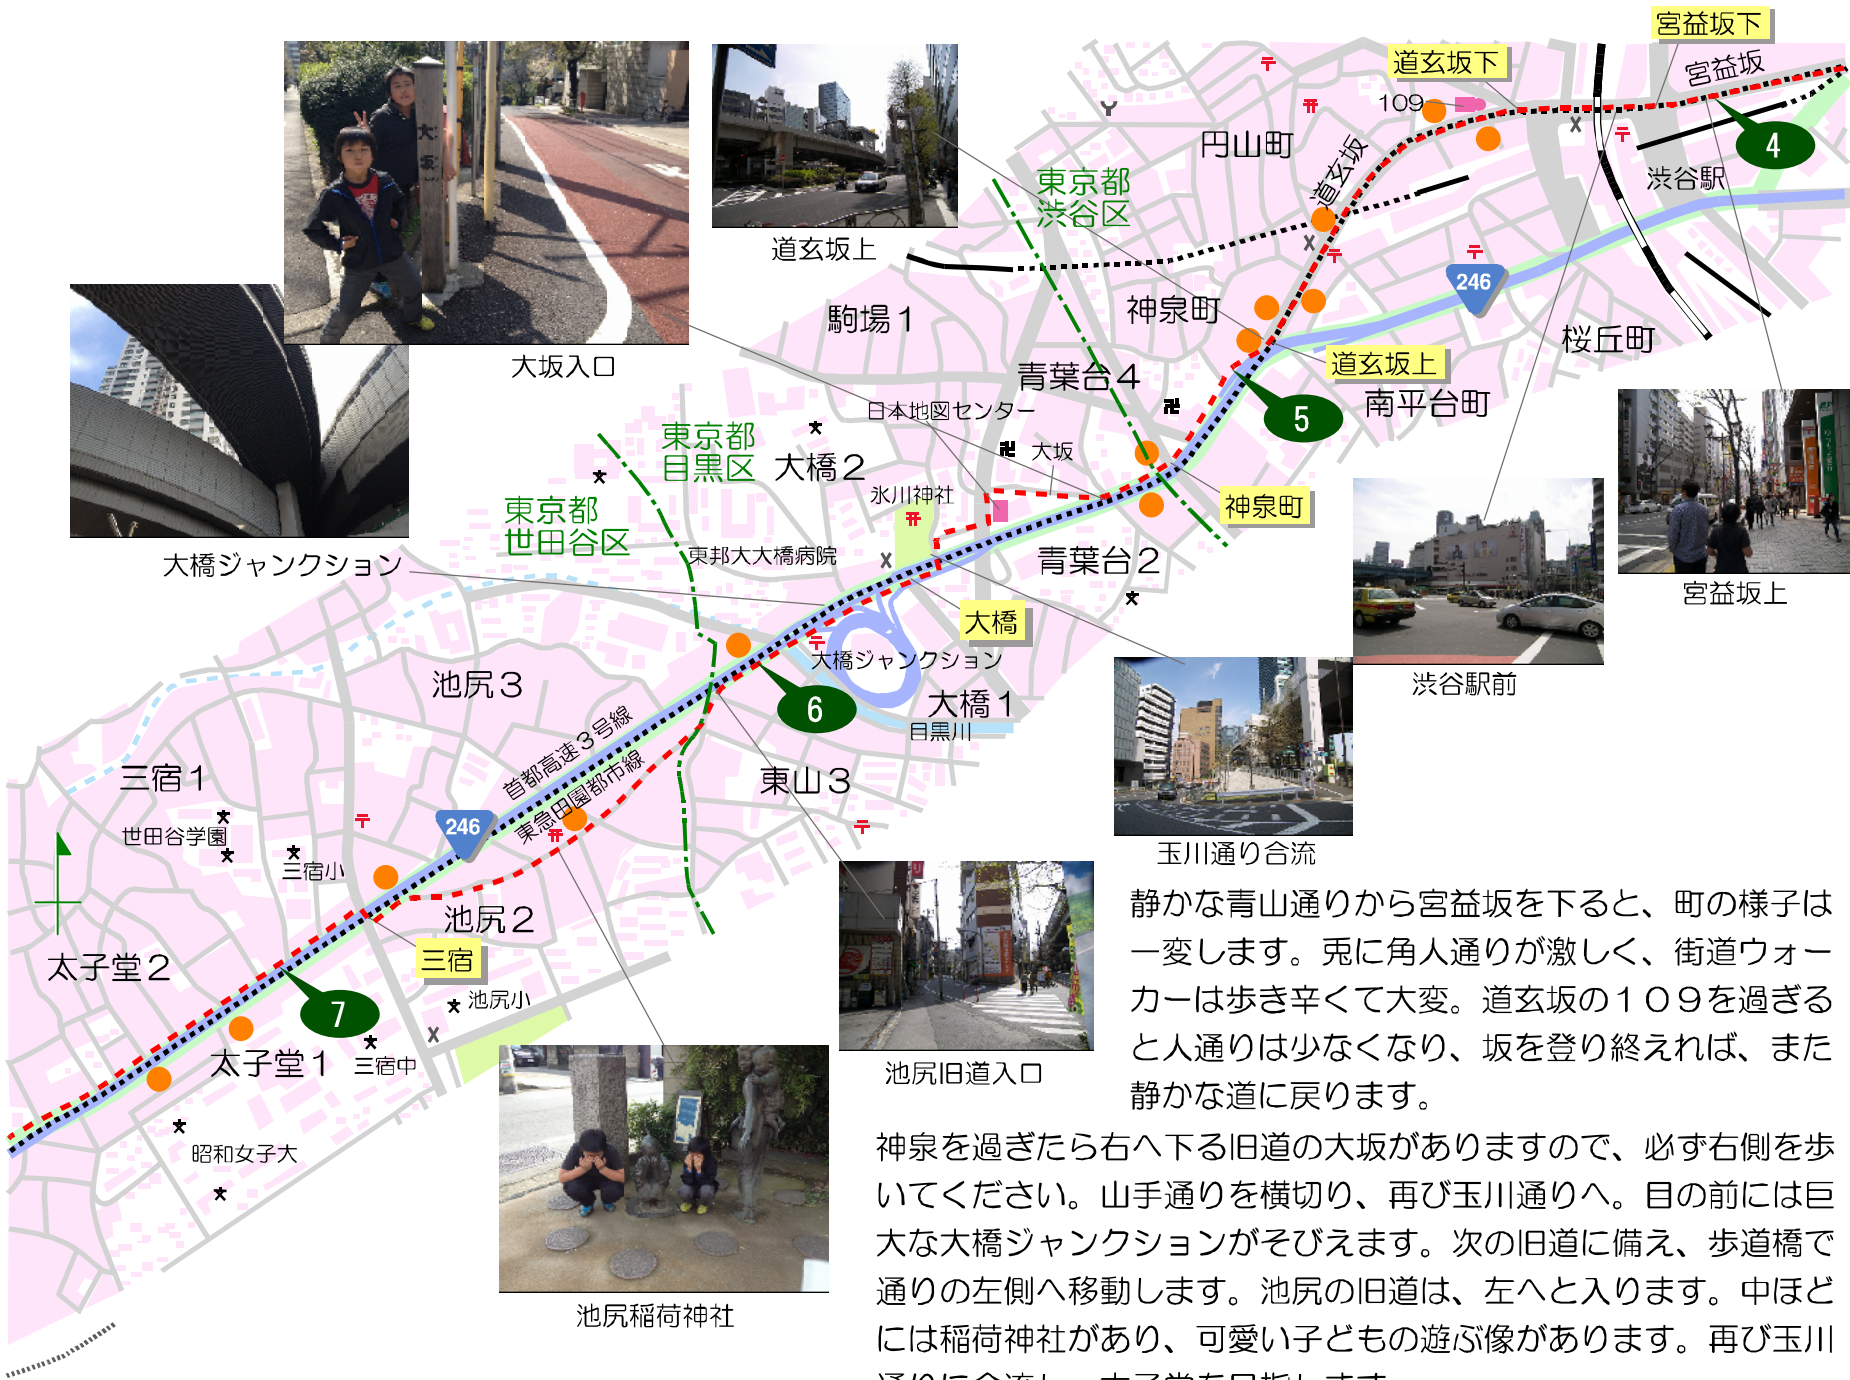 宮益坂下
道玄坂下
宮益坂
109
4
円山町
道玄坂
渋谷駅
東京都
渋谷区
道玄坂上
246
神泉町
駒場1
桜丘町
大坂入口
道玄坂上
青葉台4
南平台町
5
日本地図センター
東京都
目黒区
大坂
大橋2
氷川神社
神泉町
東京都
世田谷区
東邦大大橋病院
青葉台2
大橋ジャンクション
宮益坂上
大橋
大橋ジャンクション
池尻3
渋谷駅前
大橋1
6
目黒川
首都高速3号線
東急田園都市線
三宿1
東山3
246
世田谷学園
三宿小
玉川通り合流
池尻2
三宿
太子堂2
池尻小
7
太子堂1
三宿中
池尻旧道入口
昭和女子大
池尻稲荷神社
大坂
静かな青山通りから宮益坂を下ると、町の様子は
一変します。兎に角人通りが激しく、街道ウォー
カーは歩き辛くて大変。道玄坂の109を過ぎる
と人通りは少なくなり、坂を登り終えれば、また
静かな道に戻ります。
神泉を過ぎたら右へ下る旧道の大坂がありますので、必ず右側を歩
いてください。山手通りを横切り、再び玉川通りへ。目の前には巨
大な大橋ジャンクションがそびえます。次の旧道に備え、歩道橋で
通りの左側へ移動します。池尻の旧道は、左へと入ります。中ほど
には稲荷神社があり、可愛い子どもの遊ぶ像があります。再び玉川